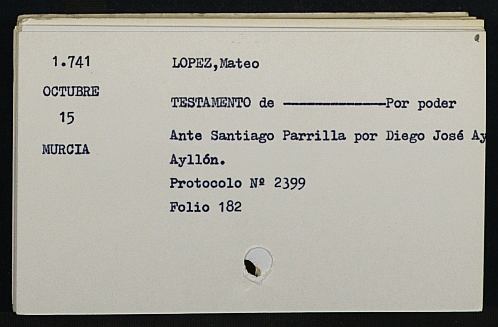 1.741
OCTUBRE
15
MURCIA
LOPEZ,Mateo
TESTAMENTO de ——————Por poder
Ante Santiago Parrilla por Diego José Ay
Ayllón.
Protocolo Nº 2399
Folio 182